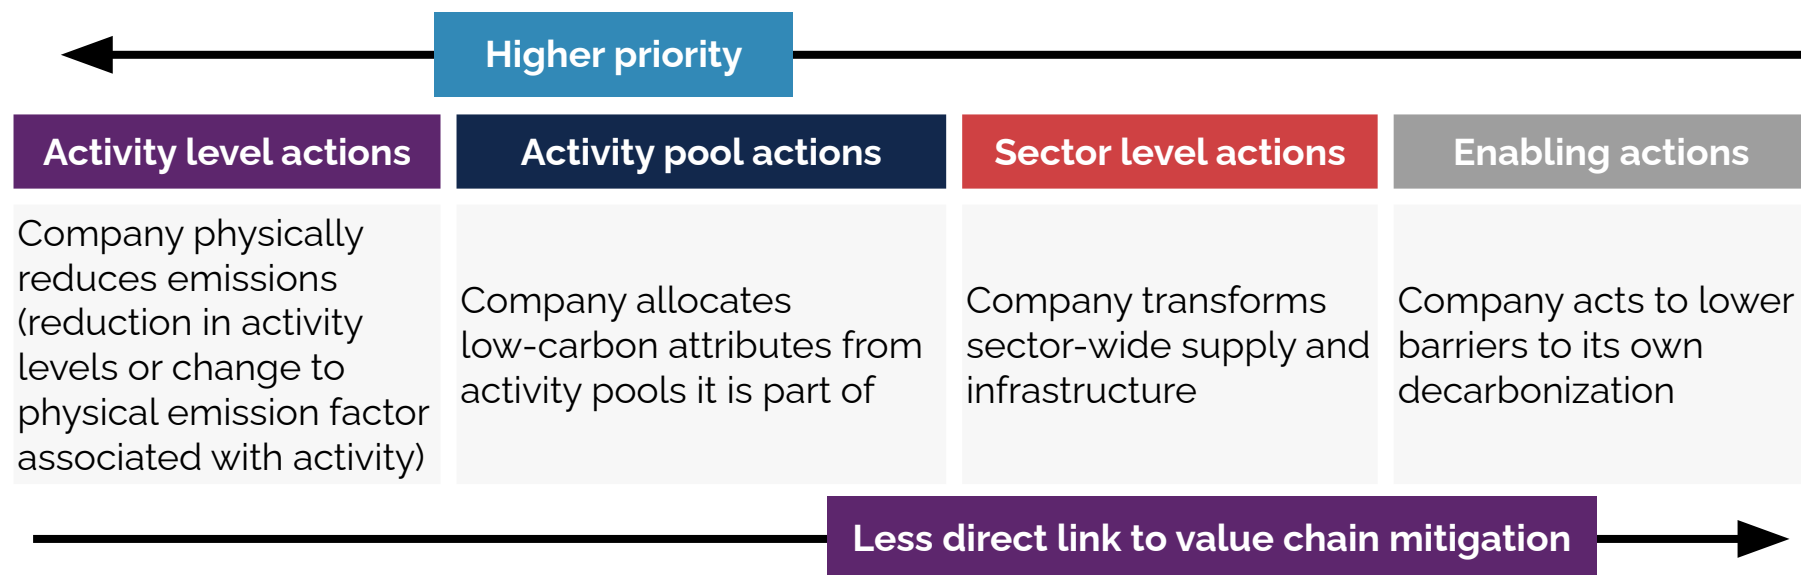 Higher priority
Activity level actions
Activity pool actions
Sector level actions
Enabling actions
Company physically
reduces emissions
(reduction in activity
levels or change to
physical emission factor
associated with activity)
Company allocates
low-carbon attributes from
activity pools it is part of
Company transforms
sector-wide supply and
infrastructure
Company acts to lower
barriers to its own
decarbonization
Less direct link to value chain mitigation